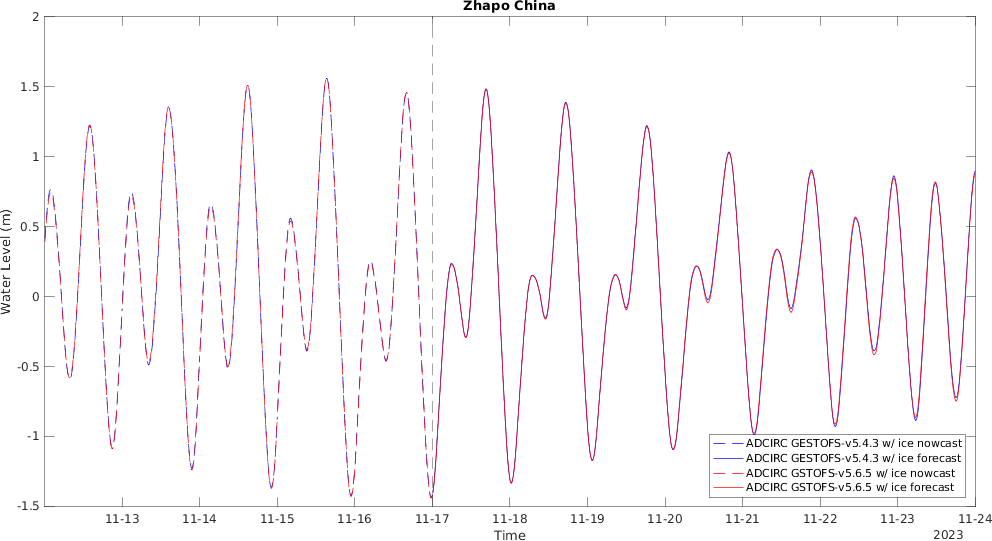 Zhapo China
2
1.5
1
0.5
0
-0.5
-1
-1.5
Water Level (m)
ADCIRC GESTOFS-v5.4.3 w/ ice nowcast
ADCIRC GESTOFS-v5.4.3 w/ ice forecast
ADCIRC GSTOFS-v5.6.5 w/ ice nowcast
ADCIRC GSTOFS-v5.6.5 w/ ice forecast
11-13 11-14 11-15 11-16 11-17 11-18 11-19 11-20 11-21 11-22 11-23 11-24
Time
2023